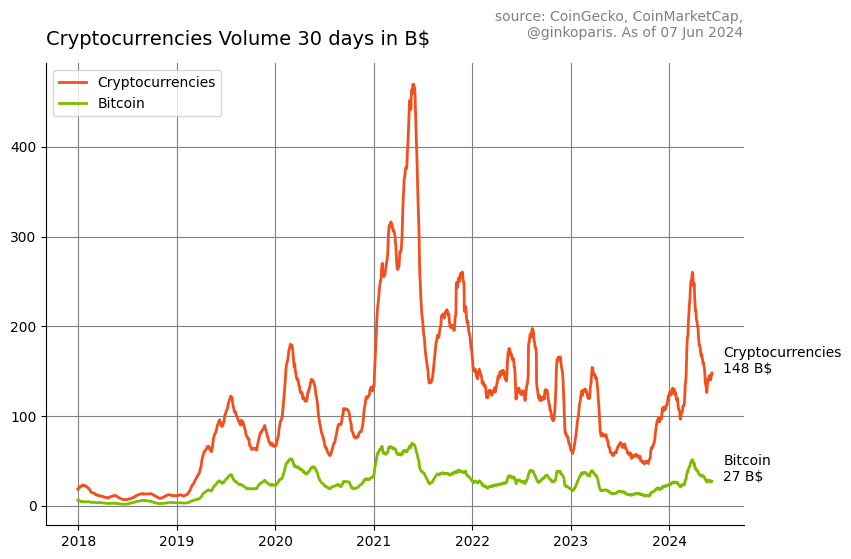 source: CoinGecko, CoinMarketCap,
@ginkoparis. As of 07 Jun 2024
Cryptocurrencies Volume 30 days in B$
Cryptocurrencies
Bitcoin
400
300
200
100
0
Cryptocurrencies
148 B$
Bitcoin
27 B$
2018
2019
2020
2021
2022
2023
2024